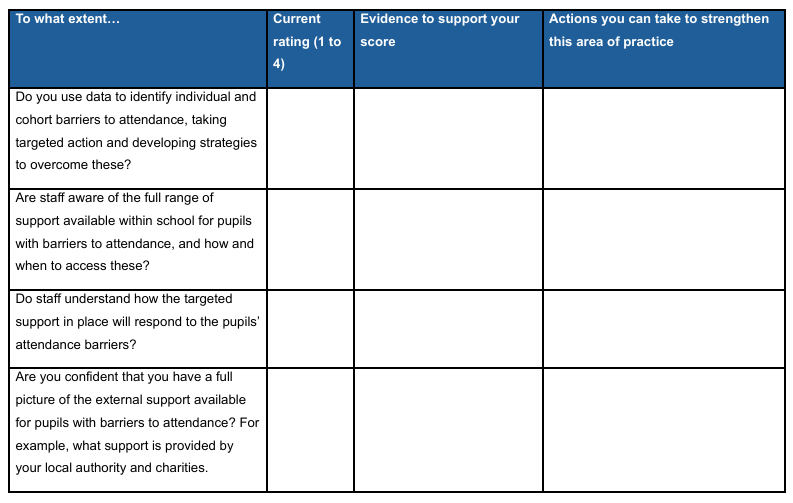 To what extent…
Current
rating (1 to
4)
Evidence to support your
score
Actions you can take to strengthen
this area of practice
Do you use data to identify individual and
cohort barriers to attendance, taking
targeted action and developing strategies
to overcome these?
Are staff aware of the full range of
support available within school for pupils
with barriers to attendance, and how and
when to access these?
Do staff understand how the targeted
support in place will respond to the pupils’
attendance barriers?
Are you confident that you have a full
picture of the external support available
for pupils with barriers to attendance? For
example, what support is provided by
your local authority and charities.